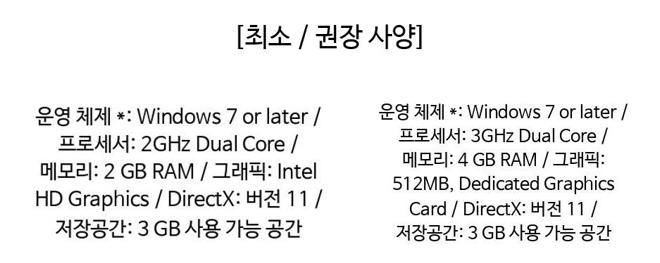 [최소 / 권장 사양]
운영 체제 *: Windows 7 or later /
프로세서: 2GHz Dual Core /
메모리: 2 GB RAM / 그래픽: Intel
HD Graphics / DirectX: 버전 11 /
저장공간: 3 GB 사용 가능 공간
운영 체제 *: Windows 7 or later /
프로세서: 3GHz Dual Core /
메모리: 4 GB RAM / 그래픽:
512MB, Dedicated Graphics
Card / DirectX: 버전 11 /
저장공간: 3 GB 사용 가능 공간